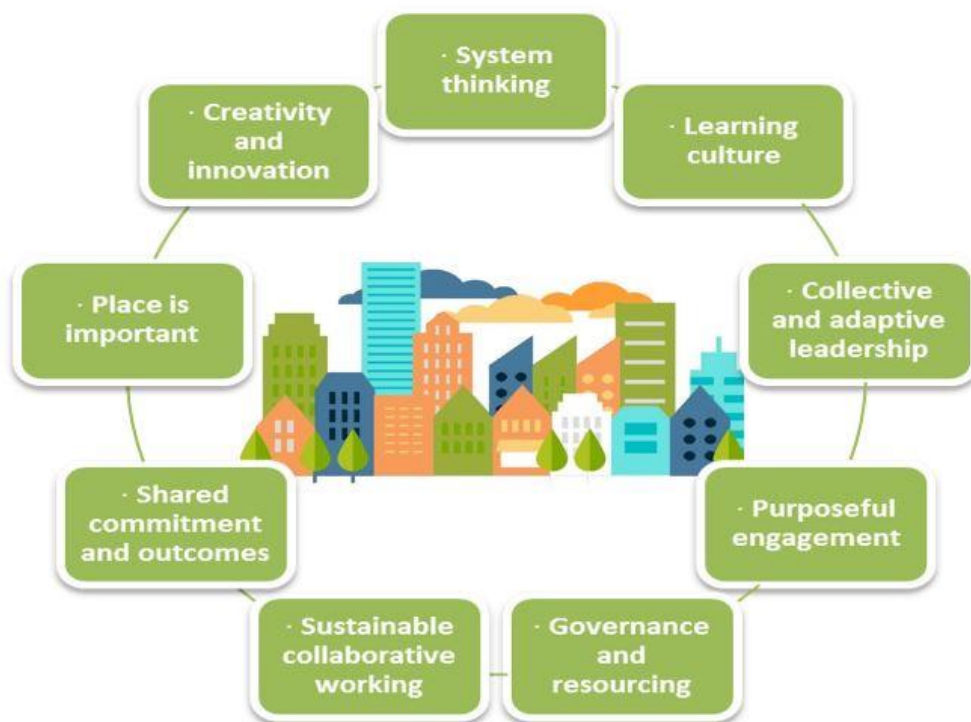 · System
thinking
· Learning
culture
· Collective
and adaptive
leadership
· Purposeful
engagement
· Governance
and
resourcing
· Sustainable
collaborative
working
· Shared
commitment
and outcomes
· Place is
important
· Creativity
and
innovation